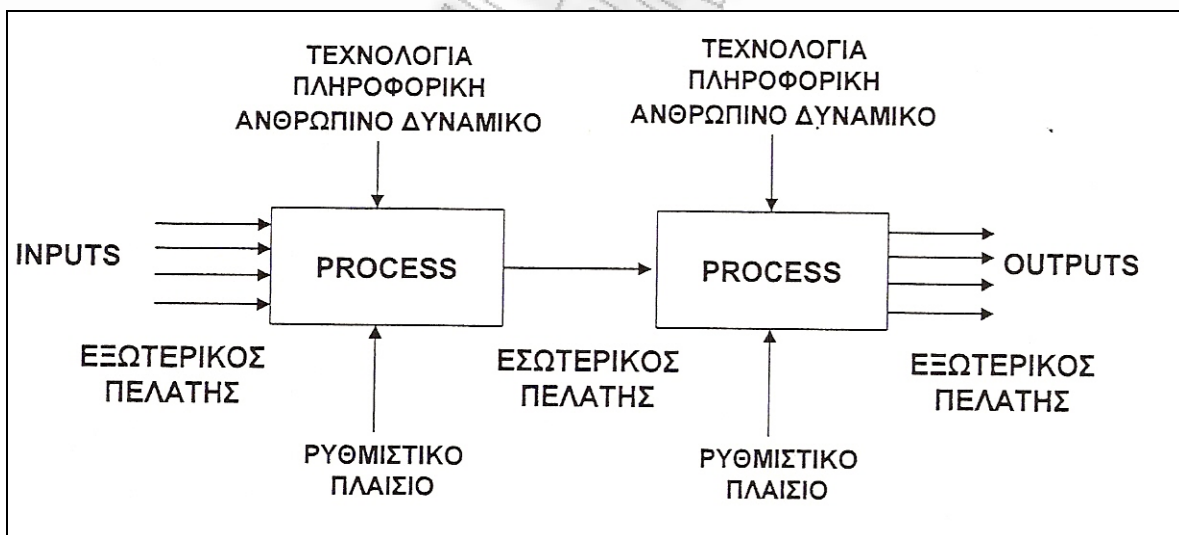 ΤΕΧΝΟΛΟΓΙΑ
ΠΛΗΡΟΦΟΡΙΚΗ
ΑΝΘΡΩΠΙΝΟ ΔΥΝΑΜΙΚΟ
ΤΕΧΝΟΛΟΓΙΑ
ΠΛΗΡΟΦΟΡΙΚΗ
ΑΝΘΡΩΠΙΝΟ ΔΥΝΑΜΙΚΟ
INPUTS
PROCESS
PROCESS
OUTPUTS
ΕΞΩΤΕΡΙΚΟΣ
ΠΕΛΑΤΗΣ
ΕΣΩΤΕΡΙΚΟΣ
ΠΕΛΑΤΗΣ
ΕΞΩΤΕΡΙΚΟΣ
ΠΕΛΑΤΗΣ
ΡΥΘΜΙΣΤΙΚΟ
ΠΛΑΙΣΙΟ
ΡΥΘΜΙΣΤΙΚΟ
ΠΛΑΙΣΙΟ